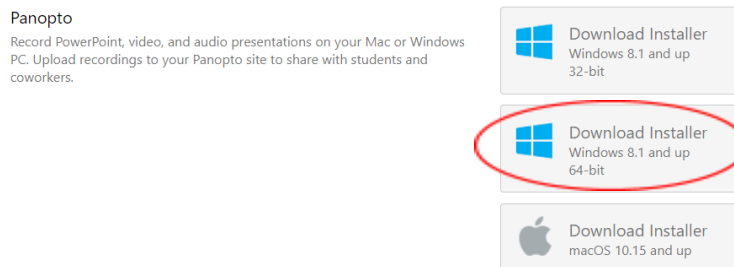 Panopto
Record PowerPoint, video, and audio presentations on your Mac or Windows
PC. Upload recordings to your Panopto site to share with students and
coworkers.
Download Installer
Windows 8.1 and up
32-bit
Download Installer
Windows 8.1 and up
64-bit
Download Installer
macOS 10.15 and up